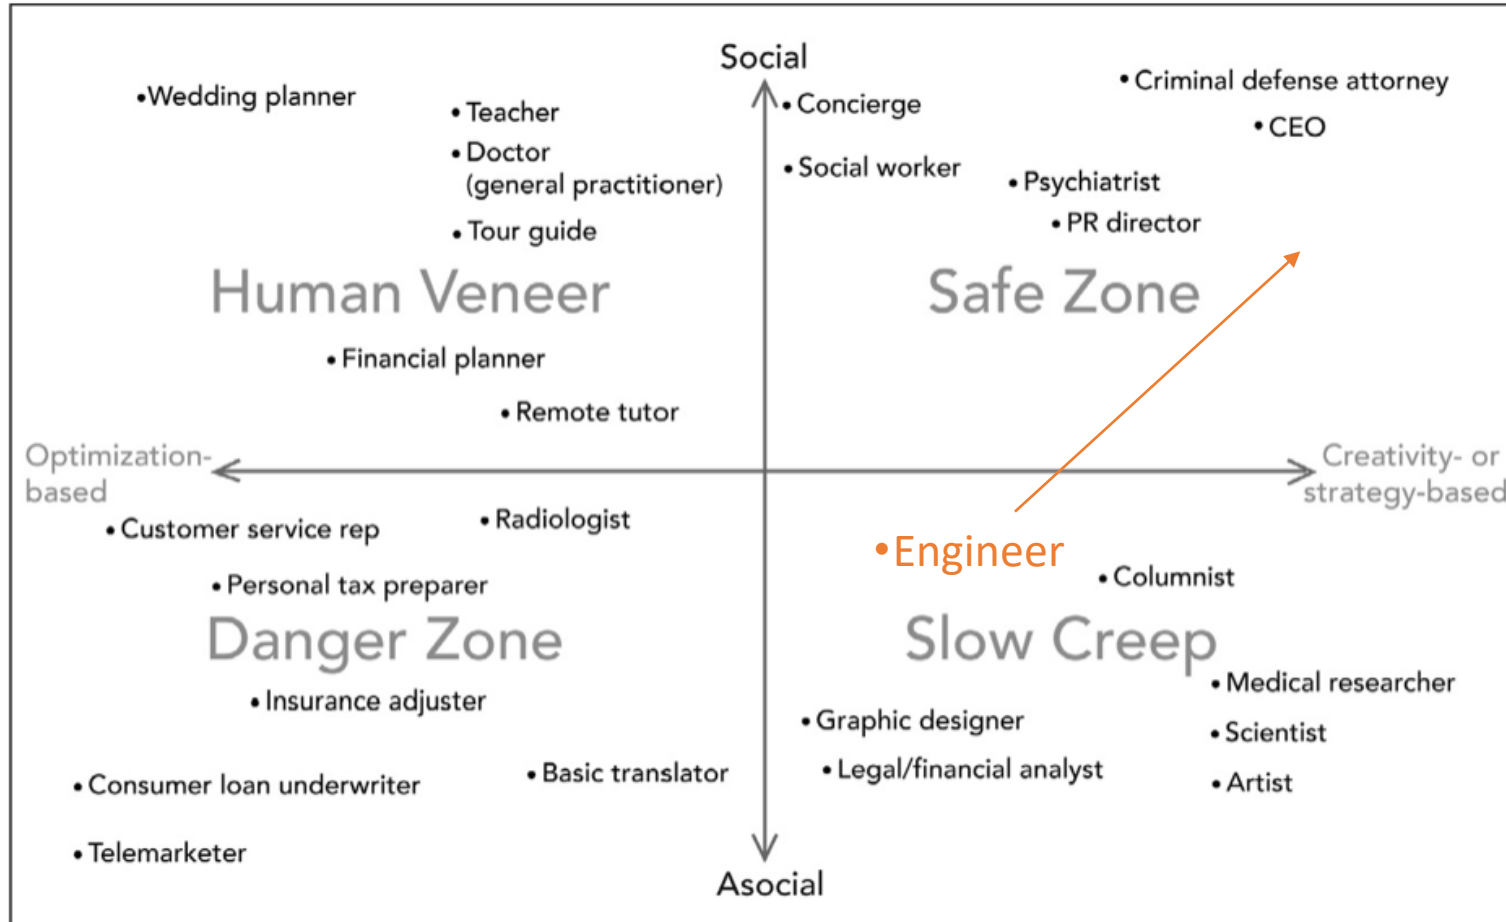 Social
•Wedding planner
•Teacher
•Doctor
(general practitioner)
•Tour guide
Human Veneer
•Financial planner
•Remote tutor
•Concierge
•Social worker
•Criminal defense attorney
•CEO
•Psychiatrist
•PR director
Safe Zone
Optimization-
based
Creativity- or
strategy-based
•Customer service rep
•Radiologist
•Personal tax preparer
Danger Zone
•Insurance adjuster
•Basic translator
•Consumer loan underwriter
•Telemarketer
•Engineer
•Columnist
Slow Creep
•Medical researcher
•Graphic designer
•Scientist
•Legal/financial analyst
•Artist
Asocial